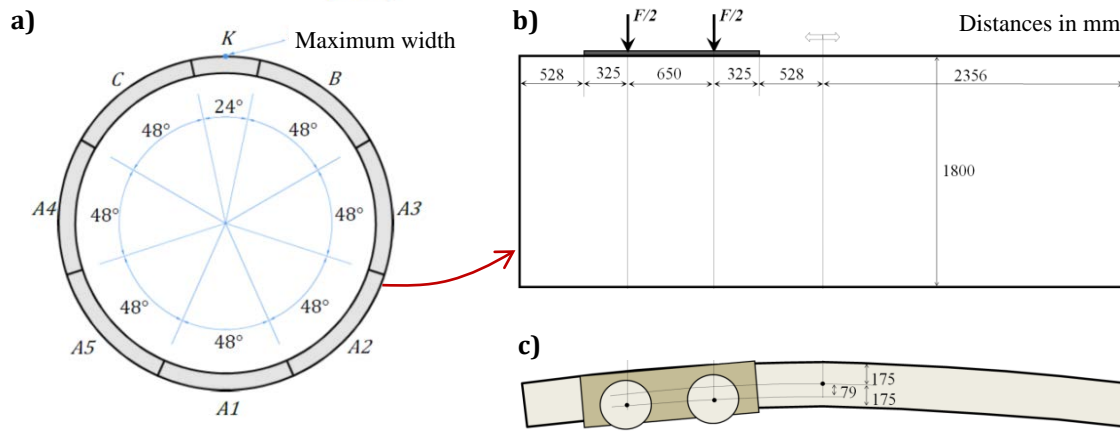 a)
K
Maximum width
C
B
24°
48°
48°
A4
48°
48°
A3
48°
48°
A5
48°
A2
A1
b)
F/2
F/2
Distances in mm
528
325
650
325
528
2356
1800
c)
175
79
175